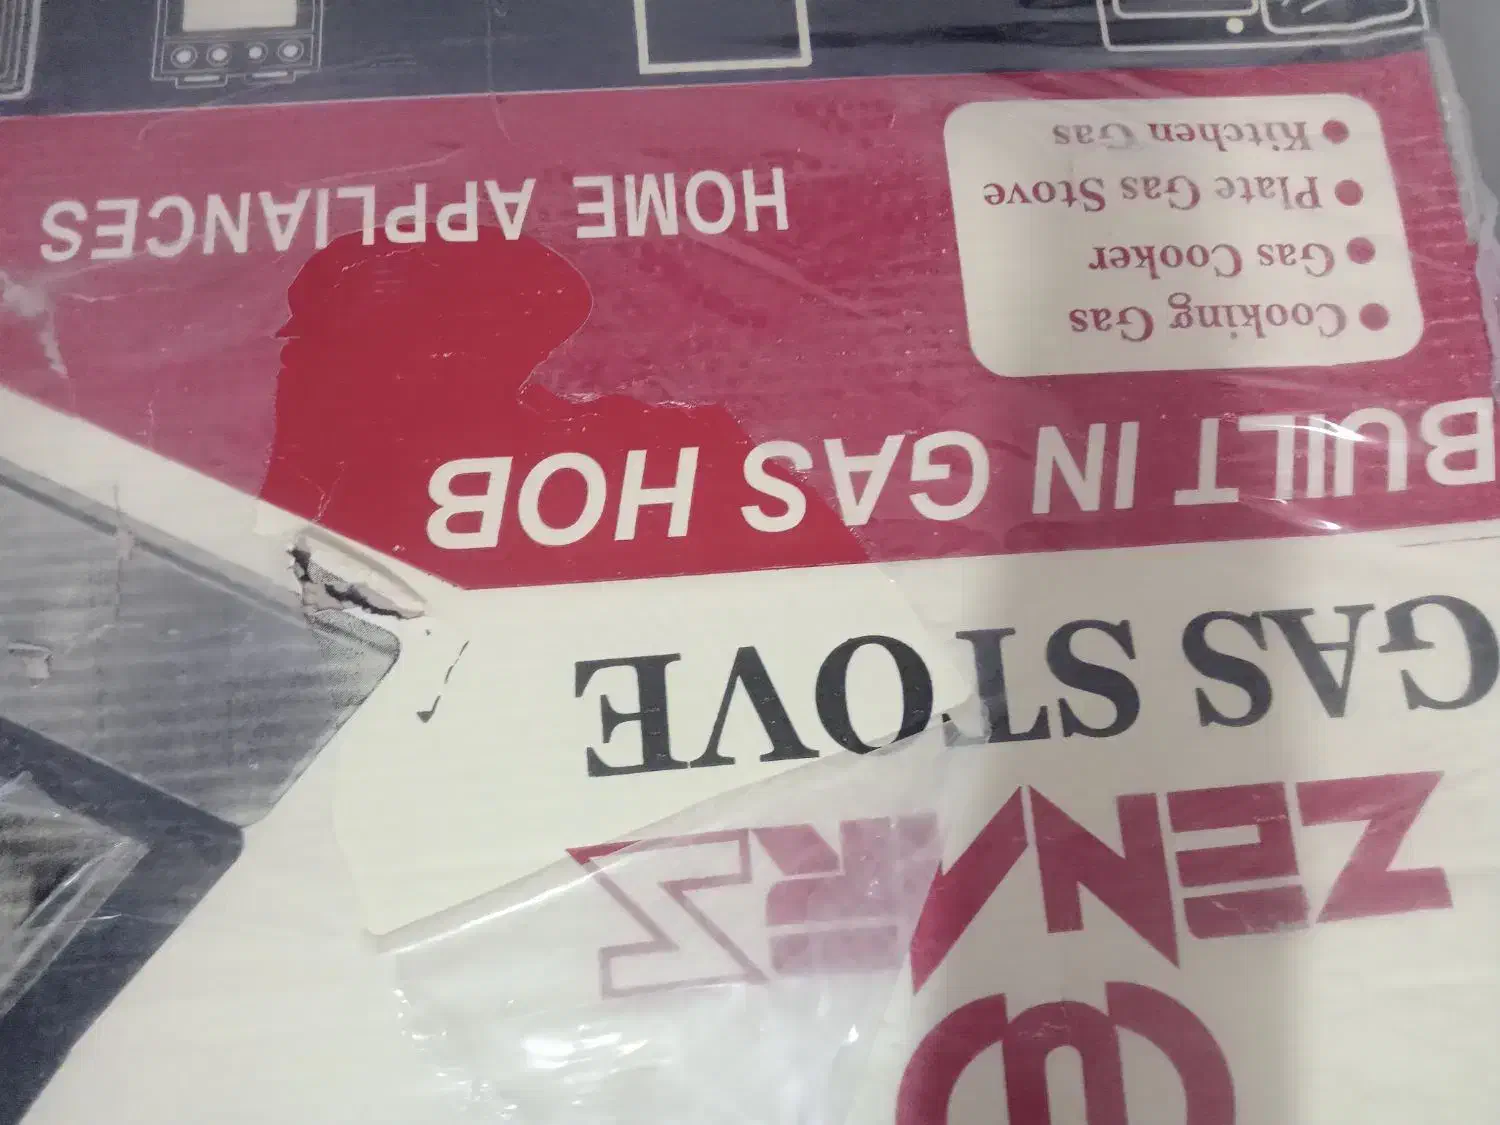 GAS STOVE
BUILT IN GAS HOB
• Cooking Gas
• Gas Cooker
• Plate Gas Stove
• Kitchen Gas
HOME APPLIANCES